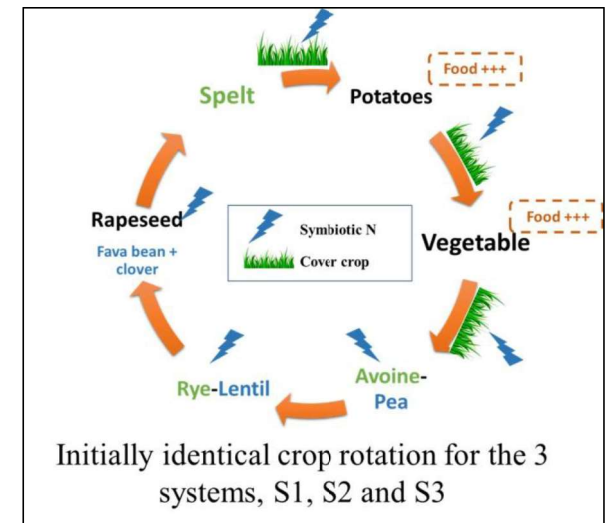 Spelt
Potatoes
Food +++
Vegetable
Food +++
Avoine-
Pea
Rye-Lentil
Rapeseed
Fava bean +
clover
Symbiotic N
Cover crop
Initially identical crop rotation for the 3
systems, S1, S2 and S3